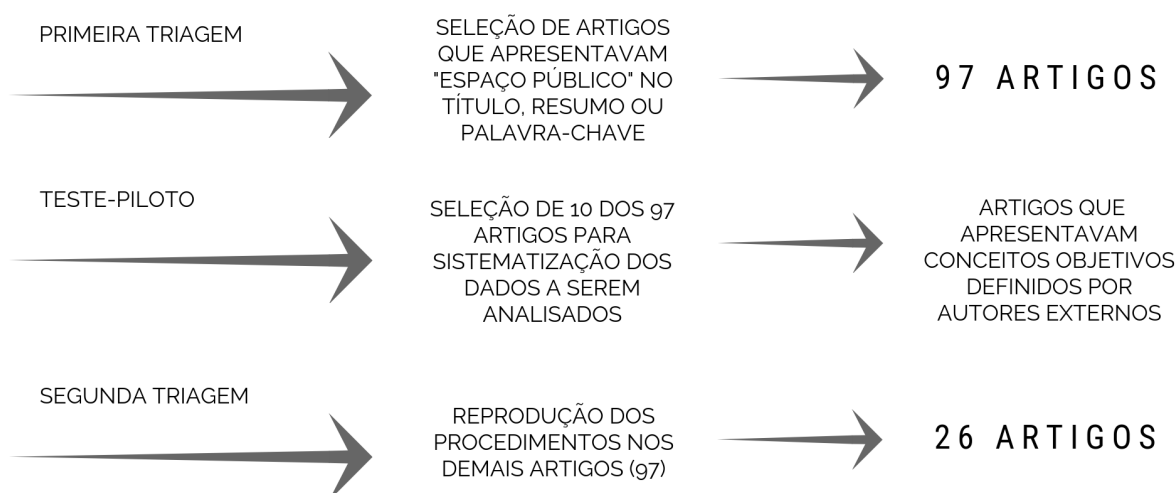 PRIMEIRA TRIAGEM
SELEÇÃO DE ARTIGOS
QUE APRESENTAVAM
"ESPAÇO PÚBLICO" NO
TÍTULO, RESUMO OU
PALAVRA-CHAVE
97 ARTIGOS
TESTE-PILOTO
SELEÇÃO DE 10 DOS 97
ARTIGOS PARA
SISTEMATIZAÇÃO DOS
DADOS A SEREM
ANALISADOS
ARTIGOS QUE
APRESENTAVAM
CONCEITOS OBJETIVOS
DEFINIDOS POR
AUTORES EXTERNOS
SEGUNDA TRIAGEM
REPRODUÇÃO DOS
PROCEDIMENTOS NOS
DEMAIS ARTIGOS (97)
26 ARTIGOS